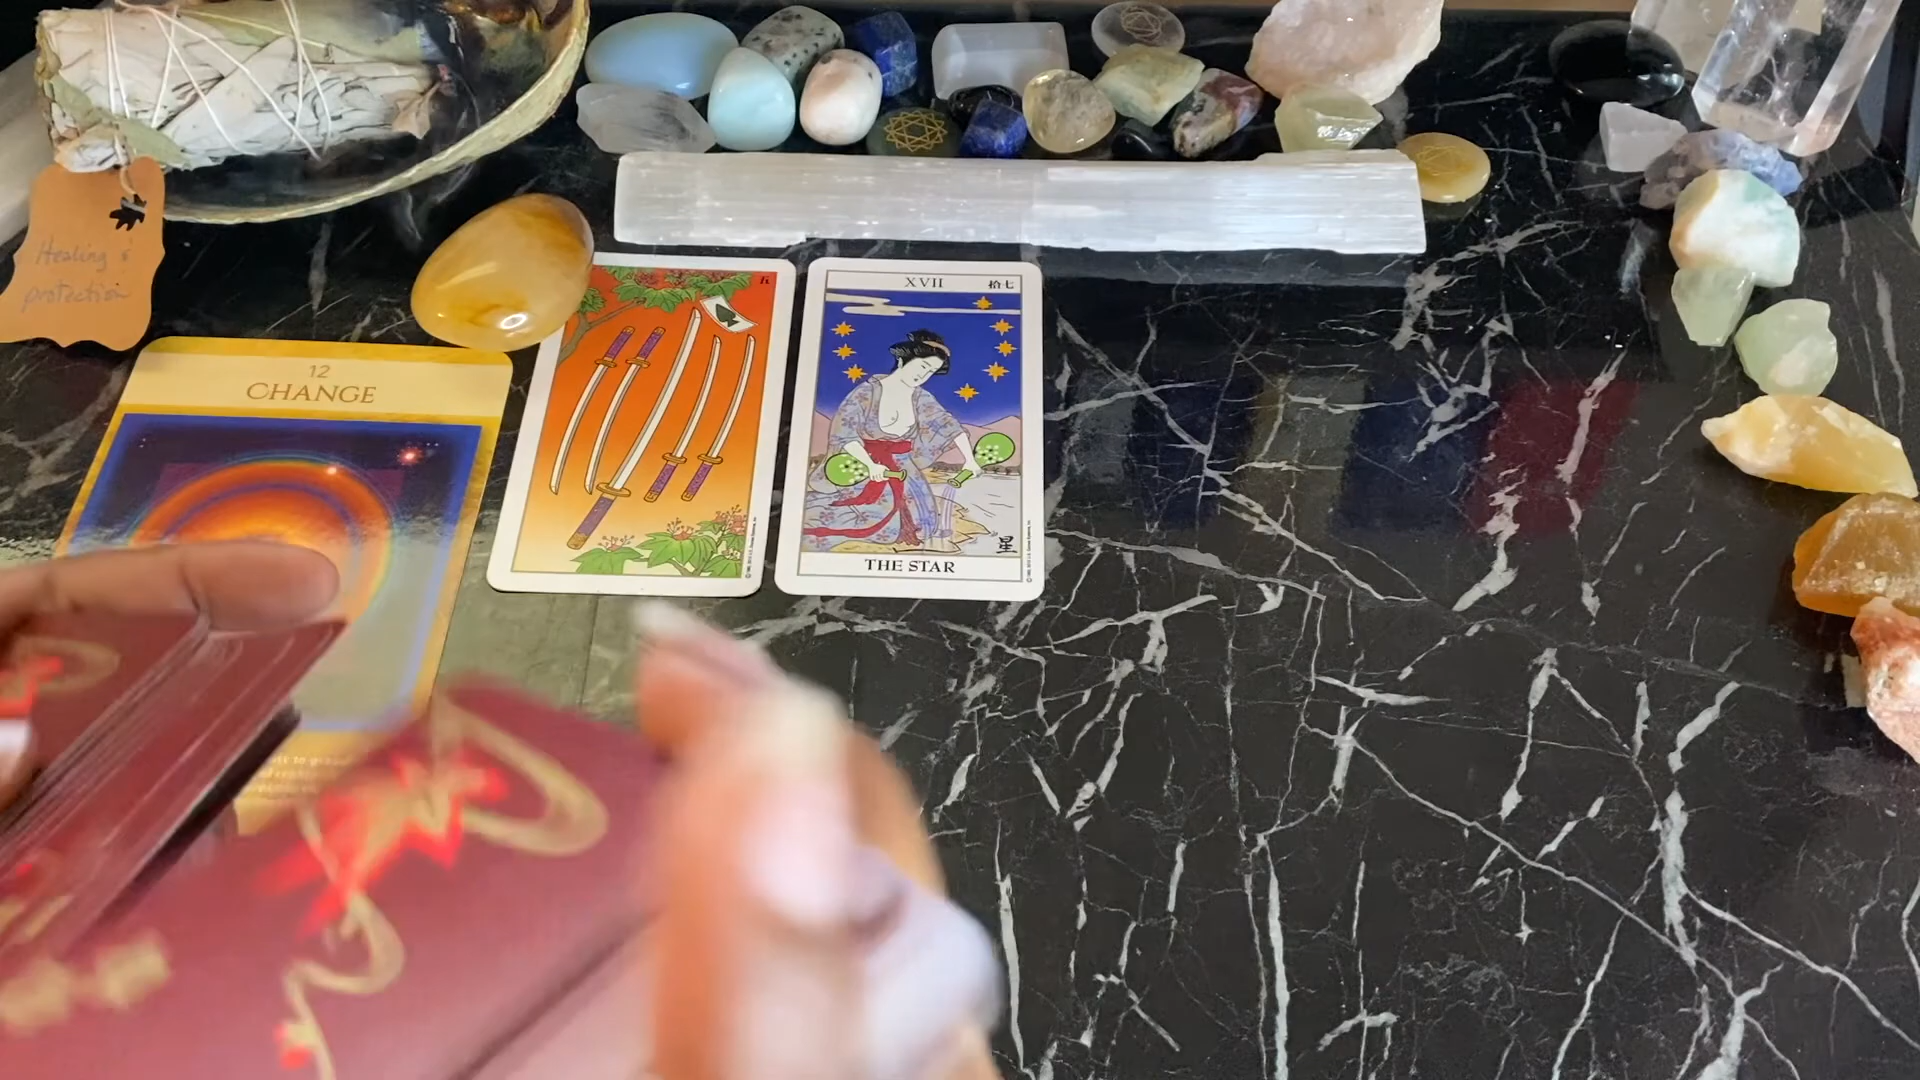 Healing &
protection
12
CHANGE
XVII 拾七
星
THE STAR